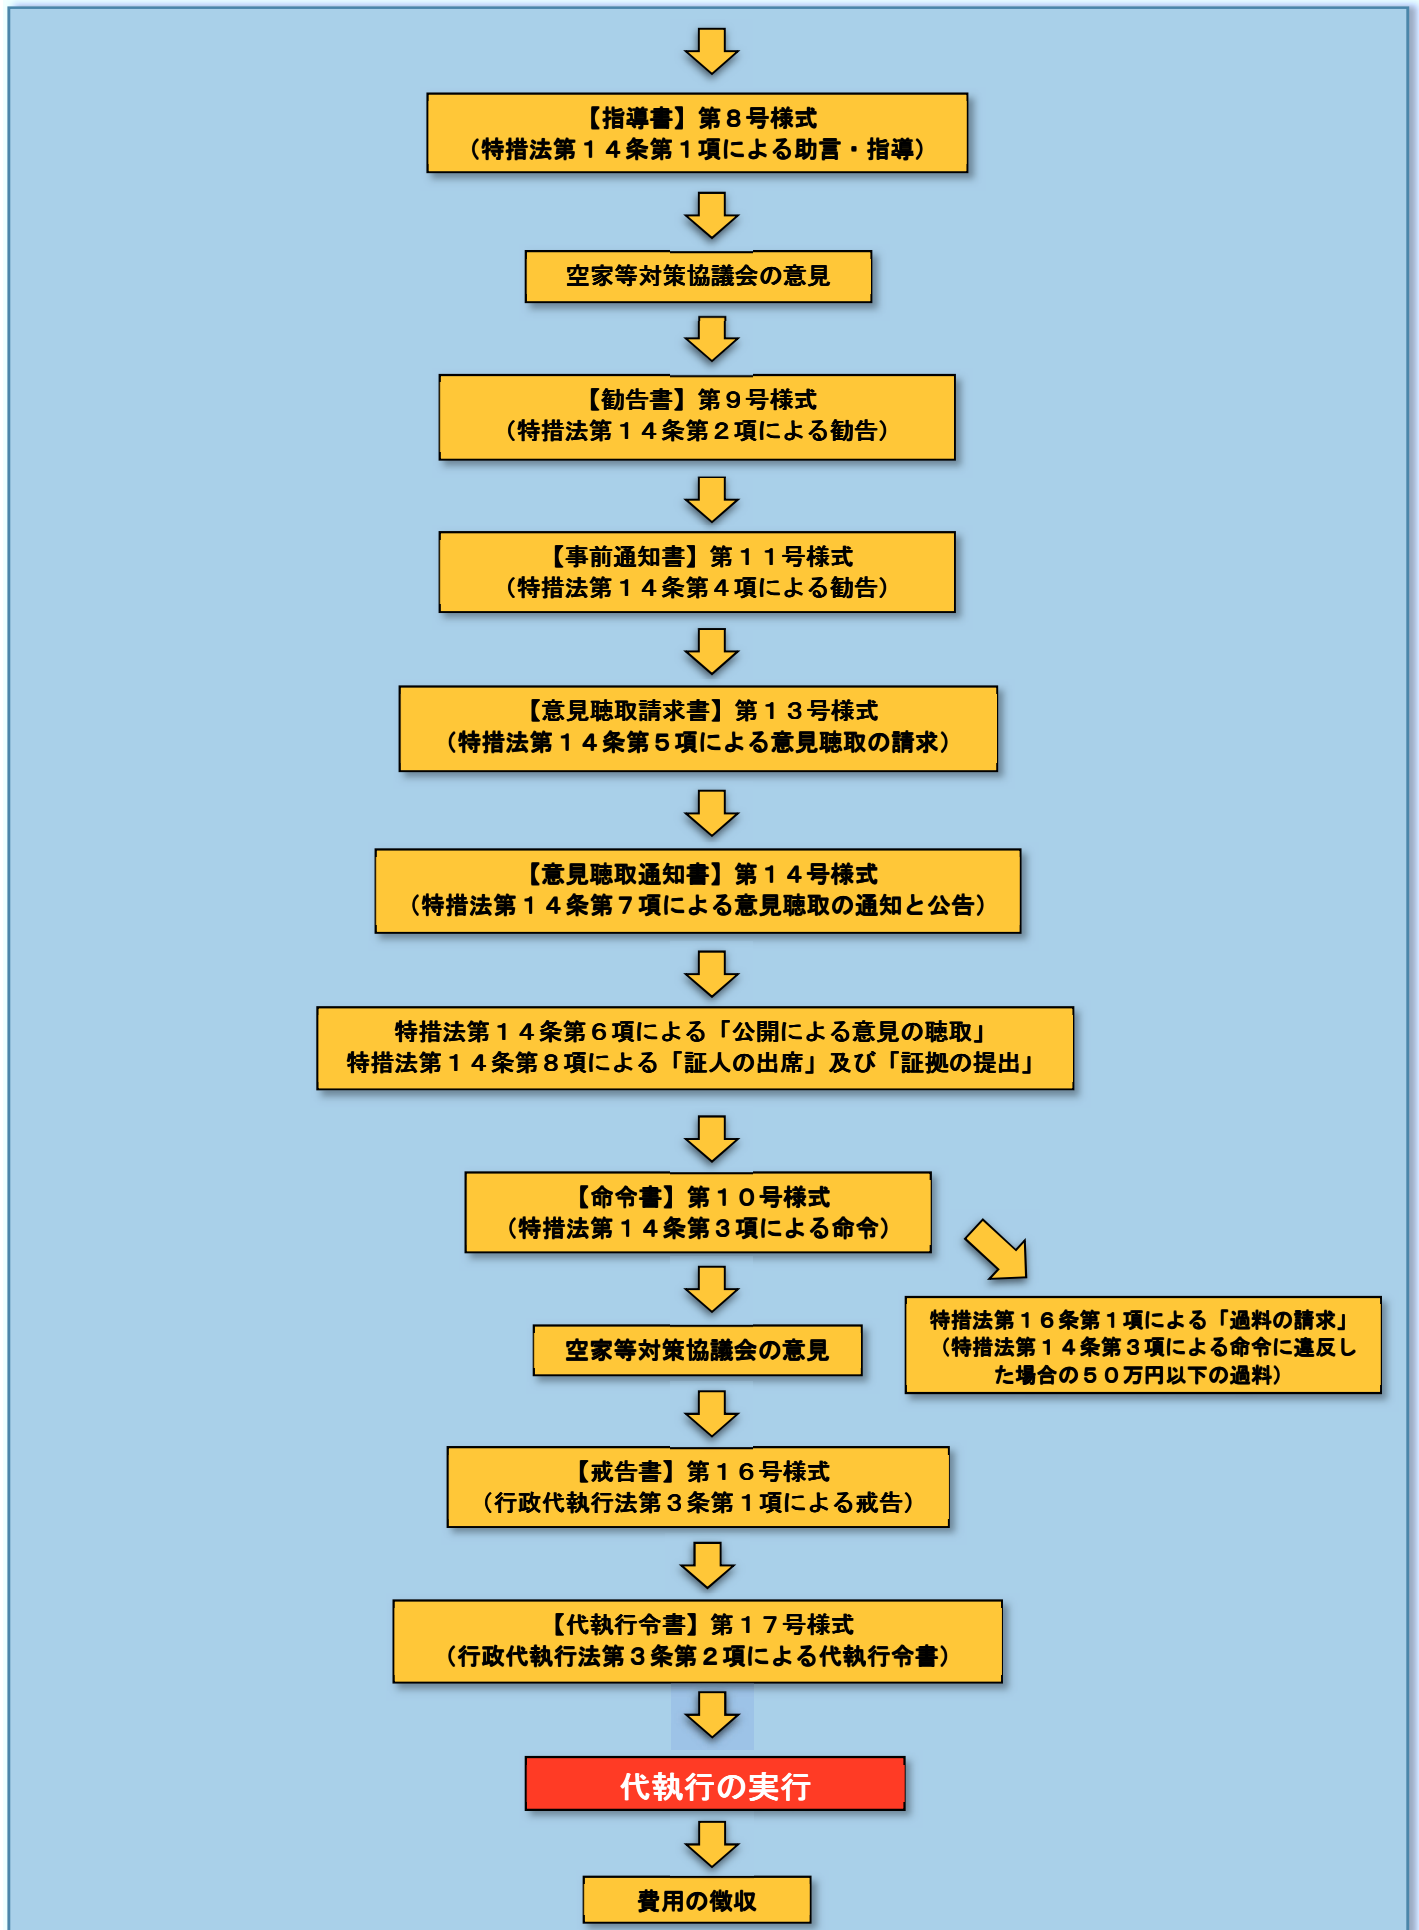 【指導書】第８号様式
（特措法第１４条第１項による助言・指導）
空家等対策協議会の意見
【勧告書】第９号様式
（特措法第１４条第２項による勧告）
【事前通知書】第１１号様式
（特措法第１４条第４項による勧告）
【意見聴取請求書】第１３号様式
（特措法第１４条第５項による意見聴取の請求）
【意見聴取通知書】第１４号様式
（特措法第１４条第７項による意見聴取の通知と公告）
特措法第１４条第６項による「公開による意見の聴取」
特措法第１４条第８項による「証人の出席」及び「証拠の提出」
【命令書】第１０号様式
（特措法第１４条第３項による命令）
特措法第１６条第１項による「過料の請求」
（特措法第１４条第３項による命令に違反し
た場合の５０万円以下の過料）
空家等対策協議会の意見
【戒告書】第１６号様式
（行政代執行法第３条第１項による戒告）
【代執行令書】第１７号様式
（行政代執行法第３条第２項による代執行令書）
代執行の実行
費用の徴収